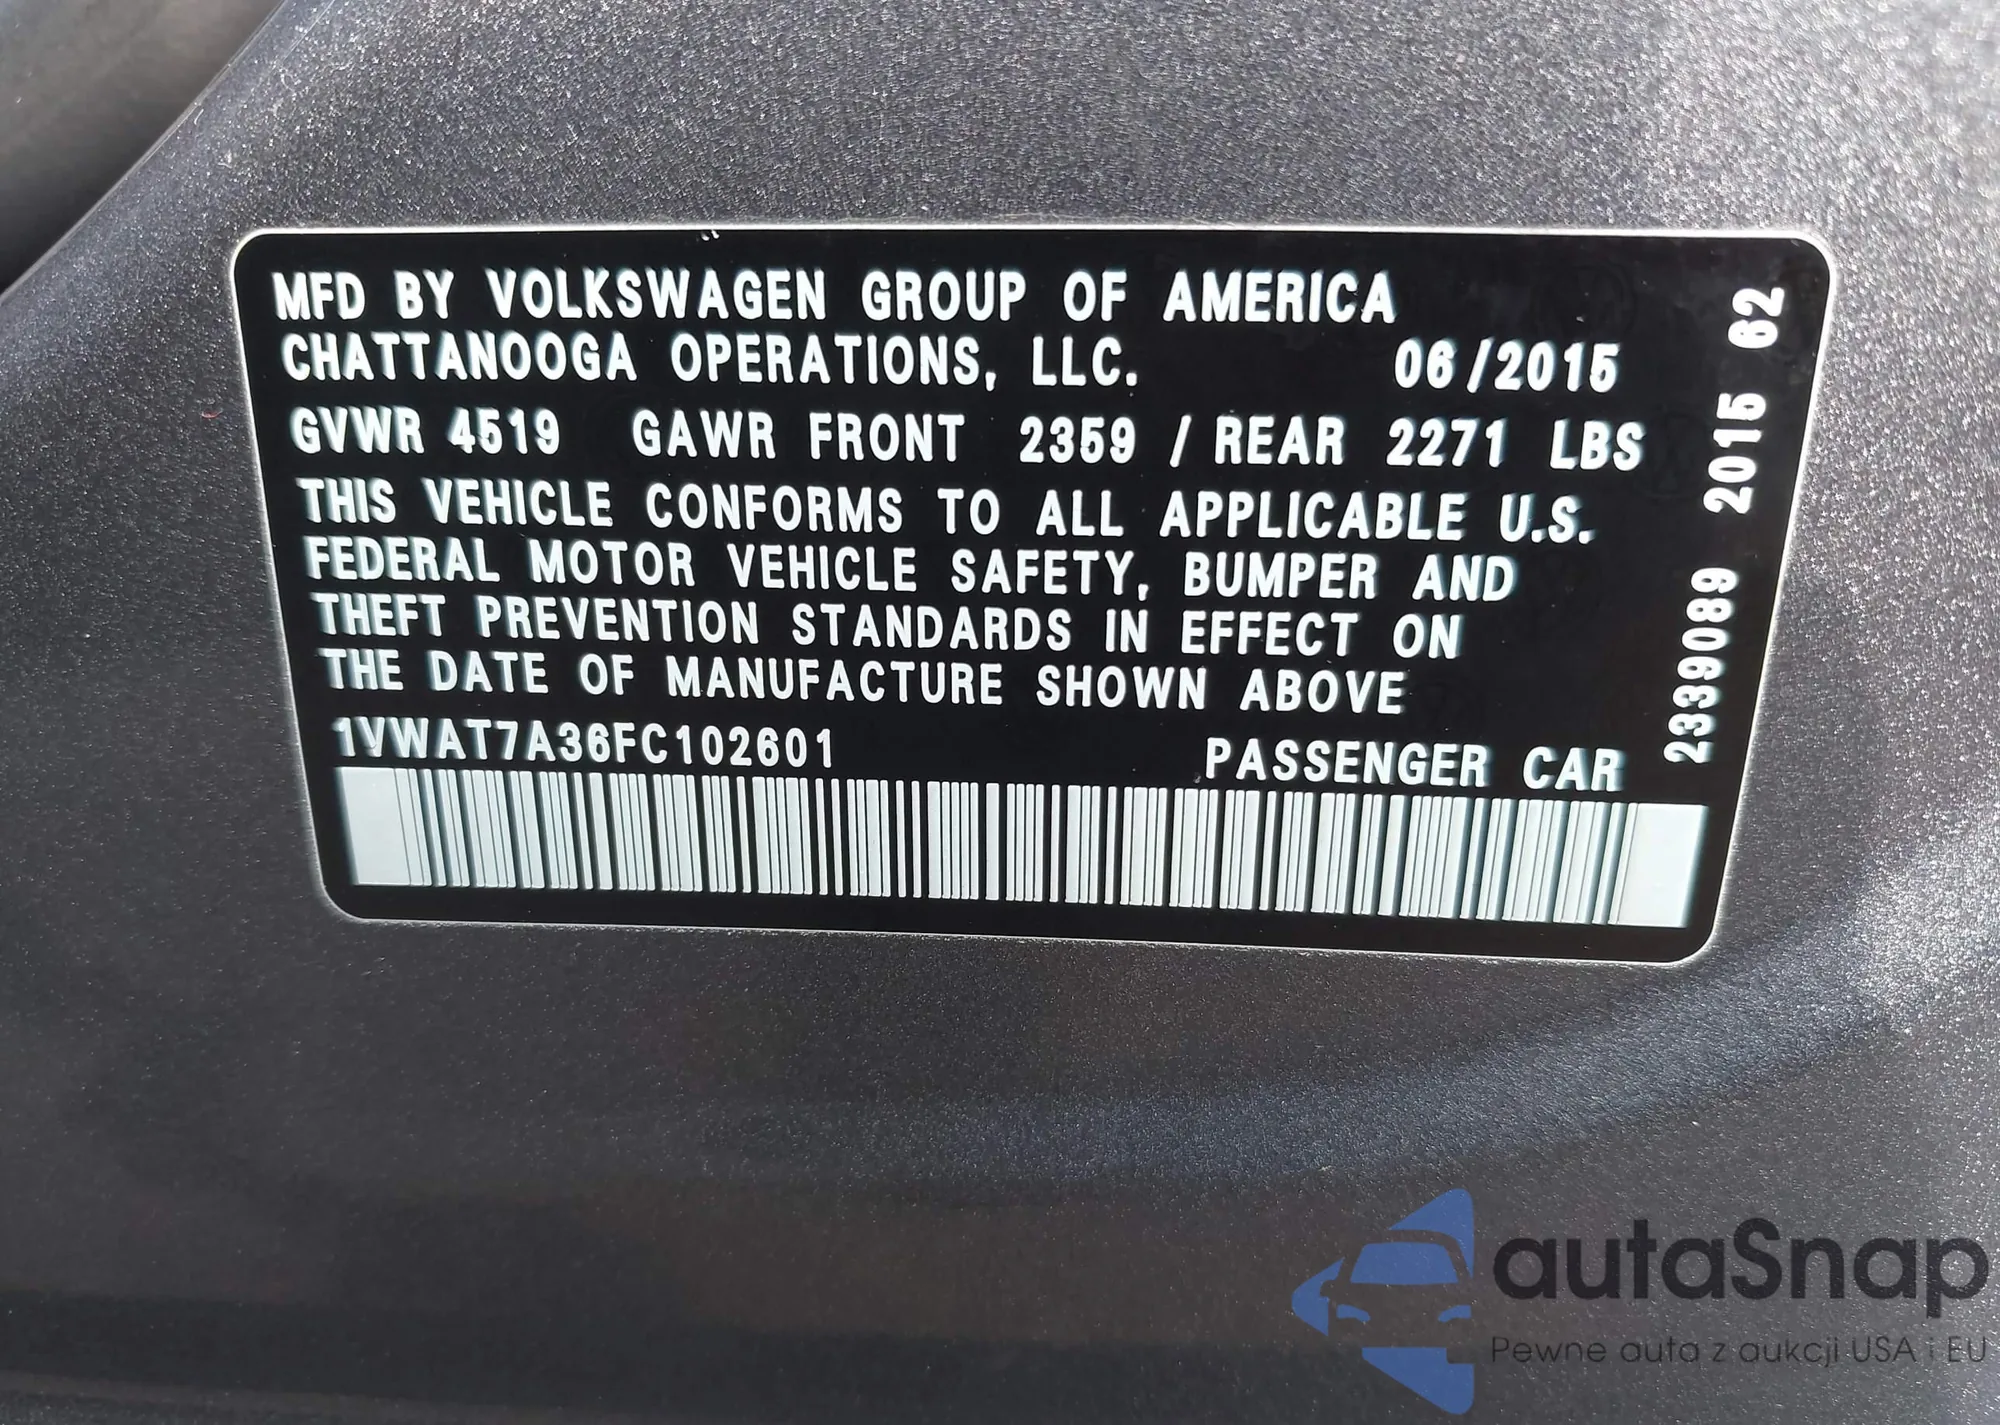 MFD BY VOLKSWAGEN GROUP OF AMERICA
CHATTANOOGA OPERATIONS, LLC. 06/2015
GVWR 4519 GAWR FRONT 2359 / REAR 2271 LBS
THIS VEHICLE CONFORMS TO ALL APPLICABLE U.S.
FEDERAL MOTOR VEHICLE SAFETY, BUMPER AND
THEFT PREVENTION STANDARDS IN EFFECT ON
THE DATE OF MANUFACTURE SHOWN ABOVE
1VWAT7A36FC102601 PASSENGER CAR
2339089 2015 62
autaSnap
Pewne auta z aukcji USA i EU